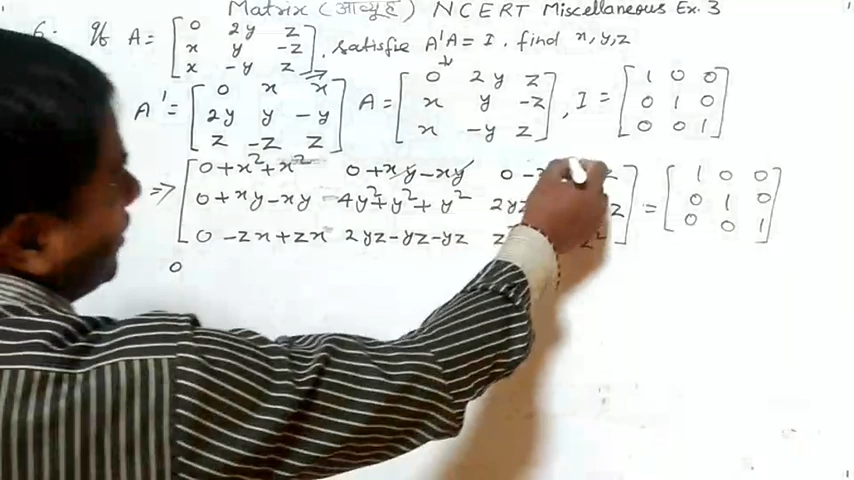 Matrix (आव्यूह) NCERT Miscellaneous Ex. 3
6. If A = [ 0 2y z ; x y -z ; x -y z ], satisfie A'A = I. find x, y, z
A' = [ 0 x x ; 2y y -y ; z -z z ] A = [ 0 2y z ; x y -z ; x -y z ], I = [ 1 0 0 ; 0 1 0 ; 0 0 1 ]
⇒ [ 0+x²+x² 0+xy-xy 0 - ; 0+xy-xy 4y²+y²+y² 2yz ; 0-zx+zx 2yz-yz-yz z² z² ] = [ 1 0 0 ; 0 1 0 ; 0 0 1 ]
0